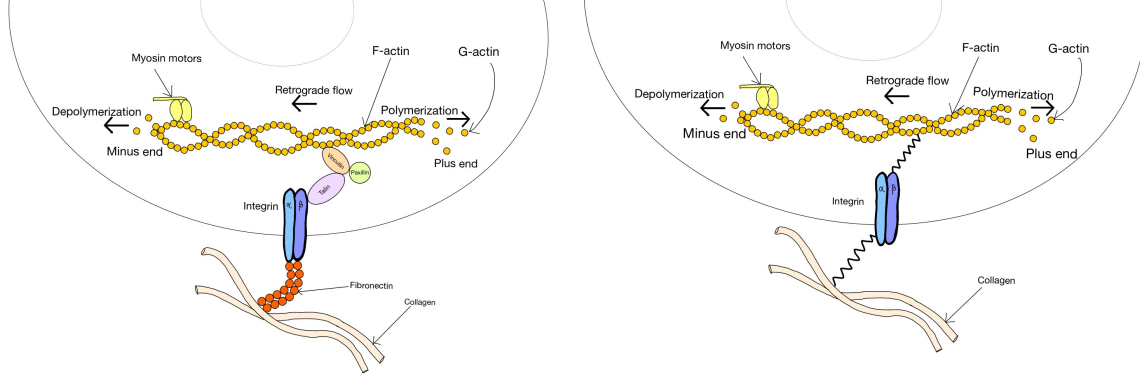 F-actin
G-actin
Myosin motors
Retrograde flow
Depolymerization
Polymerization
Minus end
Plus end
Vinculin
Paxillin
Talin
Integrin
α
β
Fibronectin
Collagen
Myosin motors
F-actin
G-actin
Retrograde flow
Depolymerization
Polymerization
Minus end
Plus end
Integrin
α
β
Collagen